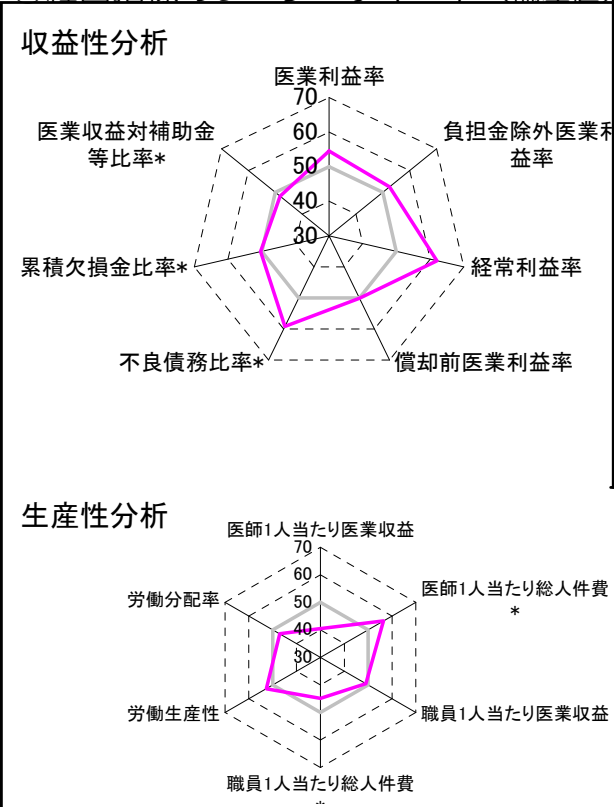 収益性分析
医業利益率
70
60
50
40
30
負担金除外医業利
益率
経常利益率
償却前医業利益率
不良債務比率*
累積欠損金比率*
医業収益対補助金
等比率*
生産性分析
医師1人当たり医業収益
70
60
50
40
30
医師1人当たり総人件費
*
職員1人当たり医業収益
職員1人当たり総人件費
*
労働生産性
労働分配率